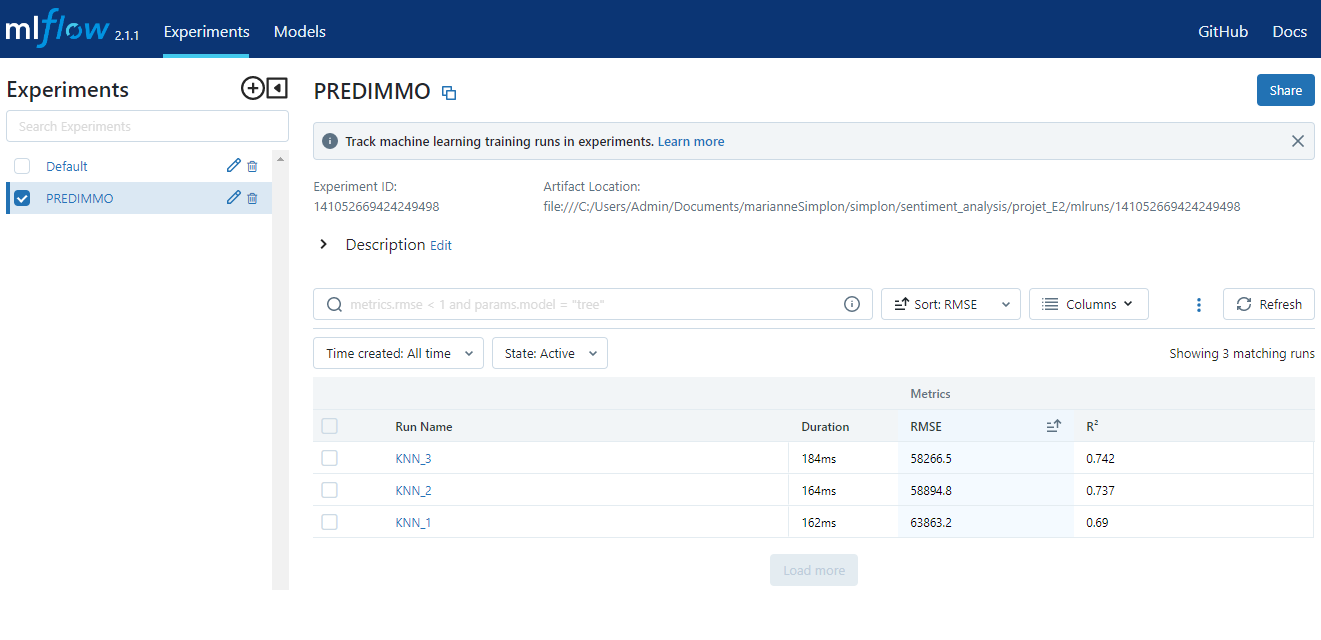 mlflow 2.1.1 Experiments Models GitHub Docs
Experiments
Search Experiments
Default
PREDIMMO
PREDIMMO Share
Track machine learning training runs in experiments. Learn more
Experiment ID: Artifact Location:
141052669424249498 file:///C:/Users/Admin/Documents/marianneSimplon/simplon/sentiment_analysis/projet_E2/mlruns/141052669424249498
Description Edit
metrics.rmse < 1 and params.model = "tree" Sort: RMSE Columns Refresh
Time created: All time State: Active Showing 3 matching runs
Metrics
Run Name Duration RMSE R²
KNN_3 184ms 58266.5 0.742
KNN_2 164ms 58894.8 0.737
KNN_1 162ms 63863.2 0.69
Load more